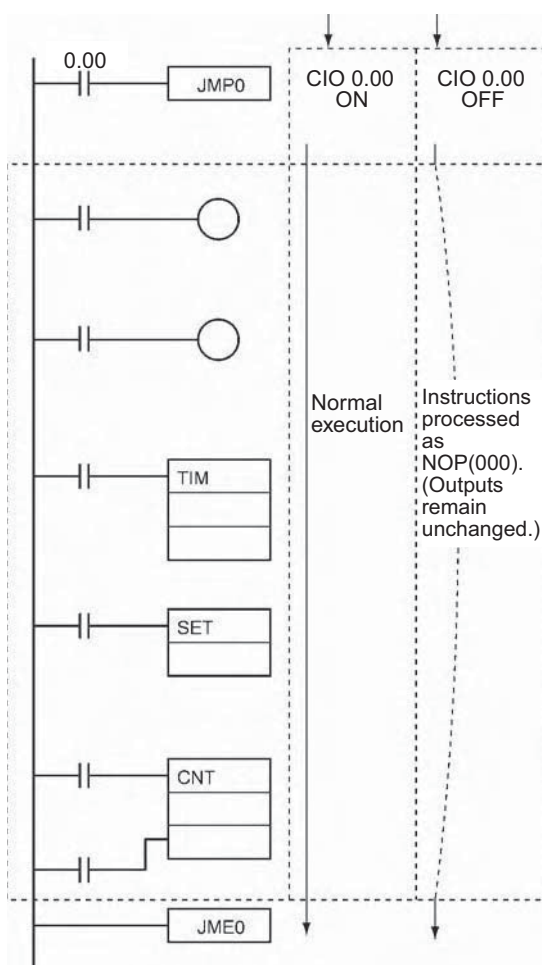 0.00
JMP0
CIO 0.00
ON
CIO 0.00
OFF
Normal
execution
Instructions
processed
as
NOP(000).
(Outputs
remain
unchanged.)
TIM
SET
CNT
JME0